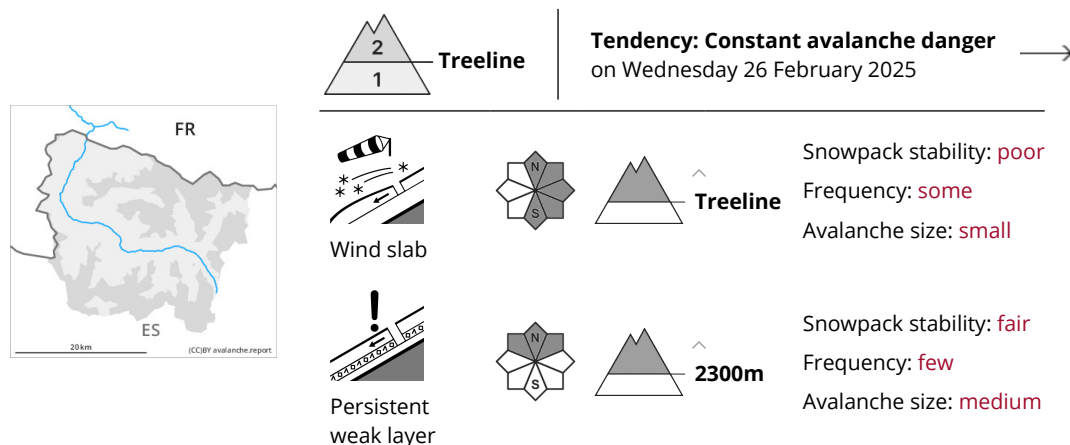 2
1
Treeline
Tendency: Constant avalanche danger
on Wednesday 26 February 2025
FR
ES
20 km
(CC)BY avalanche.report
Wind slab
N
S
Treeline
Snowpack stability: poor
Frequency: some
Avalanche size: small
Persistent
weak layer
N
S
2300m
Snowpack stability: fair
Frequency: few
Avalanche size: medium